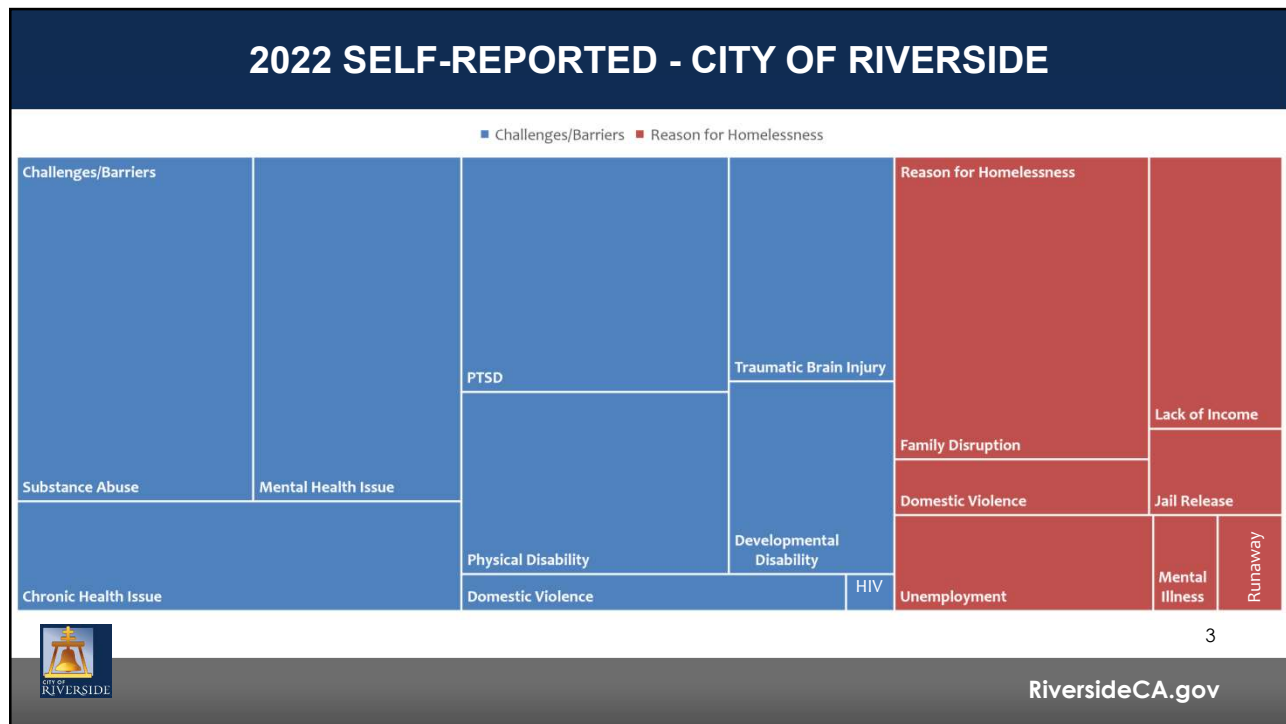 2022 SELF-REPORTED - CITY OF RIVERSIDE
Challenges/Barriers
Reason for Homelessness
Challenges/Barriers
Substance Abuse
Mental Health Issue
Chronic Health Issue
PTSD
Traumatic Brain Injury
Physical Disability
Developmental
Disability
Domestic Violence
HIV
Reason for Homelessness
Family Disruption
Lack of Income
Domestic Violence
Jail Release
Unemployment
Mental
Illness
Runaway
3
CITY OF
RIVERSIDE
RiversideCA.gov